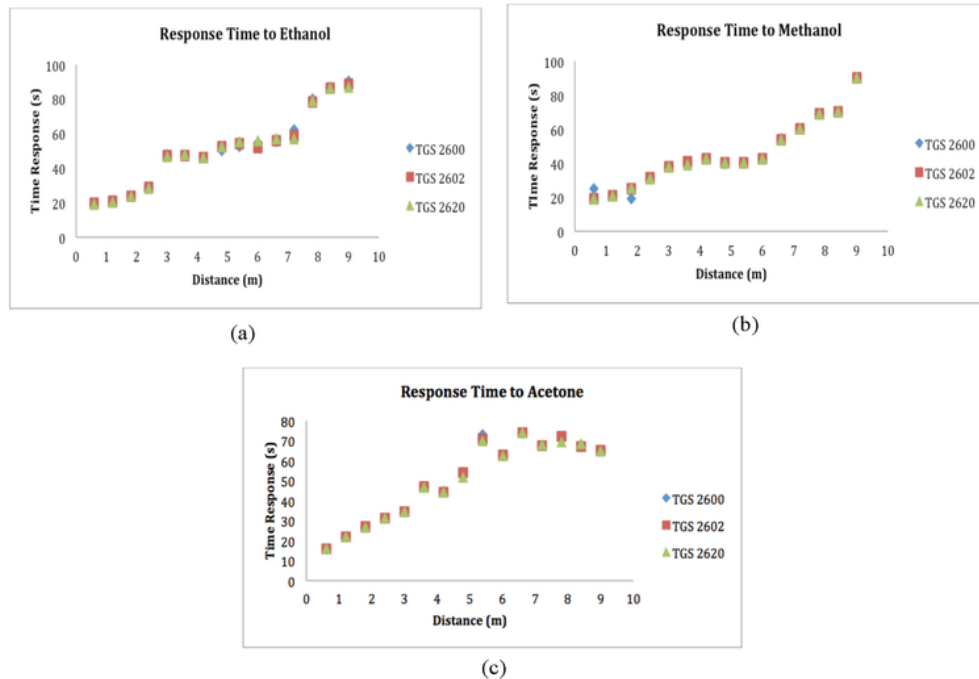 Response Time to Ethanol
Time Response (s)
100
80
60
40
20
0
0 1 2 3 4 5 6 7 8 9 10
Distance (m)
TGS 2600
TGS 2602
TGS 2620
(a)
Response Time to Methanol
Time Response (s)
100
80
60
40
20
0
0 1 2 3 4 5 6 7 8 9 10
Distance (m)
TGS 2600
TGS 2602
TGS 2620
(b)
Response Time to Acetone
Time Response (s)
80
70
60
50
40
30
20
10
0
0 1 2 3 4 5 6 7 8 9 10
Distance (m)
TGS 2600
TGS 2602
TGS 2620
(c)